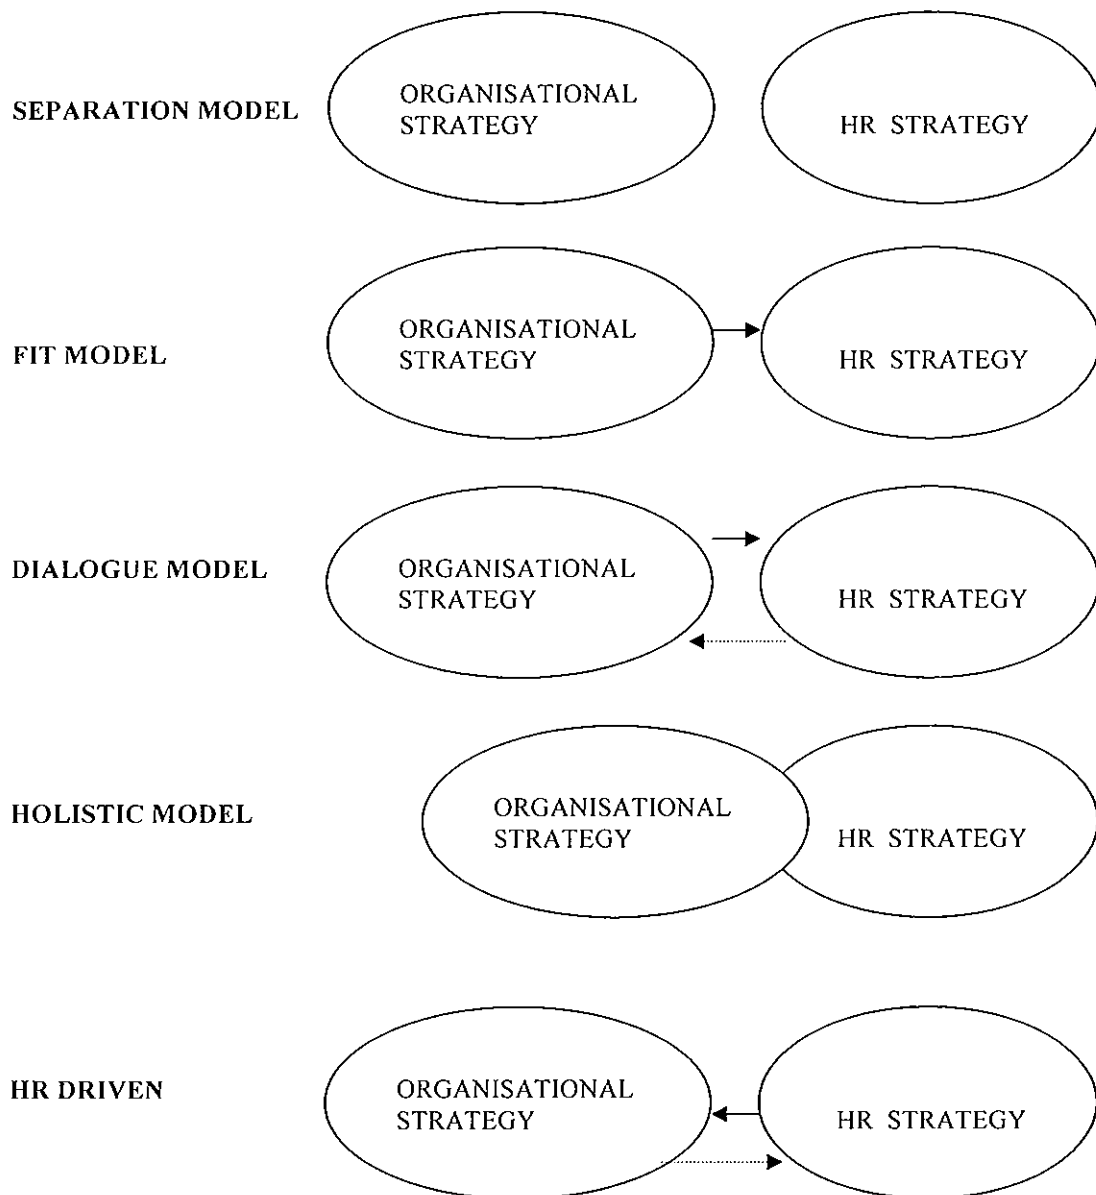 SEPARATION MODEL
ORGANISATIONAL
STRATEGY
HR STRATEGY
FIT MODEL
ORGANISATIONAL
STRATEGY
HR STRATEGY
DIALOGUE MODEL
ORGANISATIONAL
STRATEGY
HR STRATEGY
HOLISTIC MODEL
ORGANISATIONAL
STRATEGY
HR STRATEGY
HR DRIVEN
ORGANISATIONAL
STRATEGY
HR STRATEGY